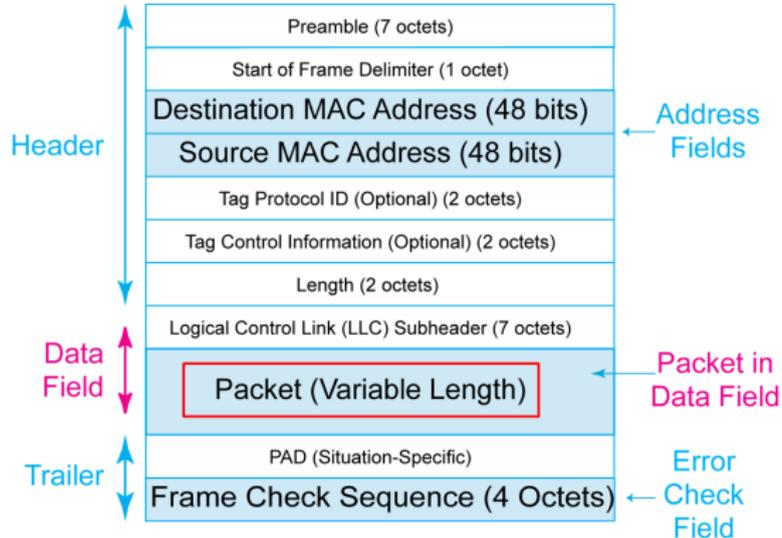 Preamble (7 octets)
Start of Frame Delimiter (1 octet)
Destination MAC Address (48 bits)
Source MAC Address (48 bits)
Address
Fields
Header
Tag Protocol ID (Optional) (2 octets)
Tag Control Information (Optional) (2 octets)
Length (2 octets)
Logical Control Link (LLC) Subheader (7 octets)
Data
Field
Packet (Variable Length)
Packet in
Data Field
PAD (Situation-Specific)
Trailer
Frame Check Sequence (4 Octets)
Error
Check
Field